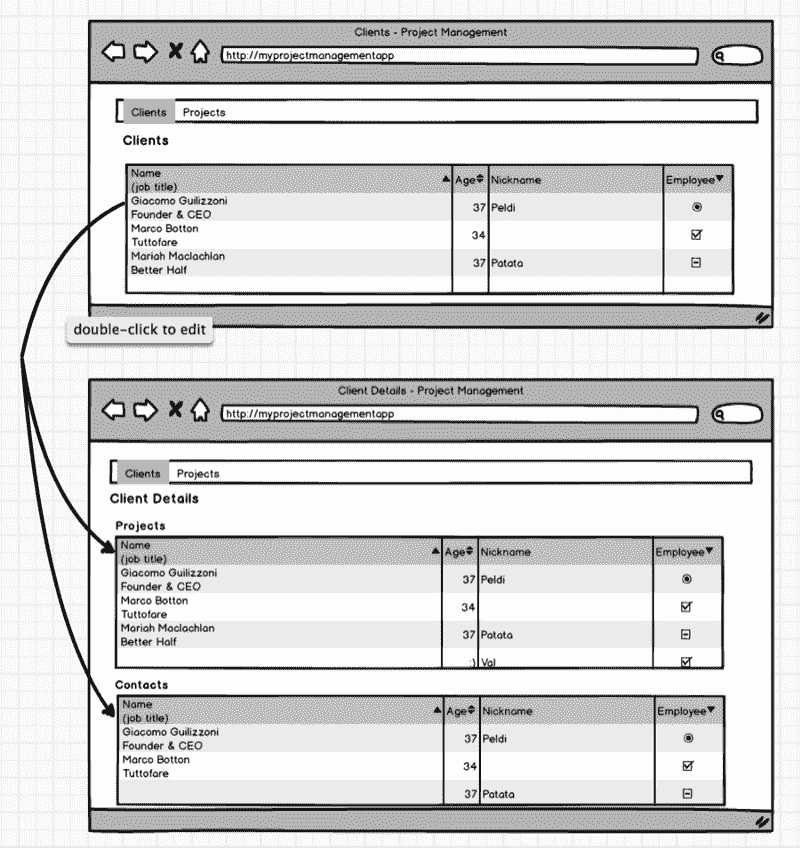 Clients - Project Management
http://myprojectmanagementapp
Clients Projects
Clients
Name
(job title) Age Nickname Employee
Giacomo Guilizzoni
Founder & CEO 37 Peldi
Marco Botton
Tuttofare 34
Mariah Maclachlan
Better Half 37 Patata
double-click to edit
Client Details - Project Management
http://myprojectmanagementapp
Clients Projects
Client Details
Projects
Name
(job title) Age Nickname Employee
Giacomo Guilizzoni
Founder & CEO 37 Peldi
Marco Botton
Tuttofare 34
Mariah Maclachlan
Better Half 37 Patata
:) Val
Contacts
Name
(job title) Age Nickname Employee
Giacomo Guilizzoni
Founder & CEO 37 Peldi
Marco Botton
Tuttofare 34
37 Patata